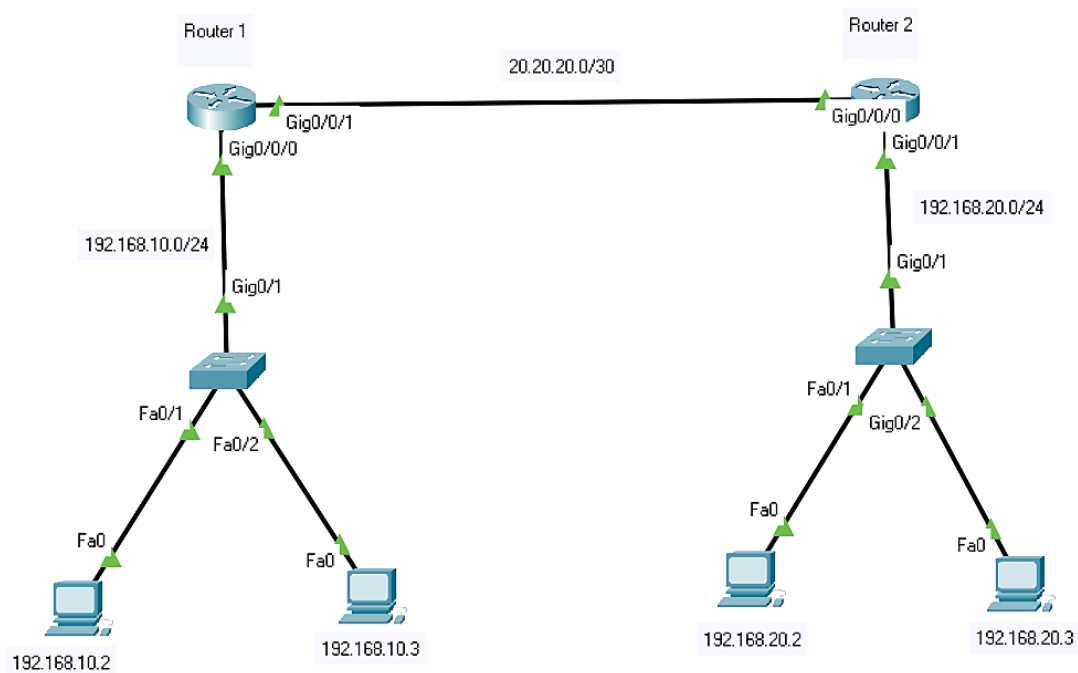 Router 1
Router 2
20.20.20.0/30
Gig0/0/1
Gig0/0/0
Gig0/0/0
Gig0/0/1
192.168.10.0/24
192.168.20.0/24
Gig0/1
Gig0/1
Fa0/1
Fa0/2
Fa0/1
Gig0/2
Fa0
Fa0
Fa0
Fa0
192.168.10.2
192.168.10.3
192.168.20.2
192.168.20.3